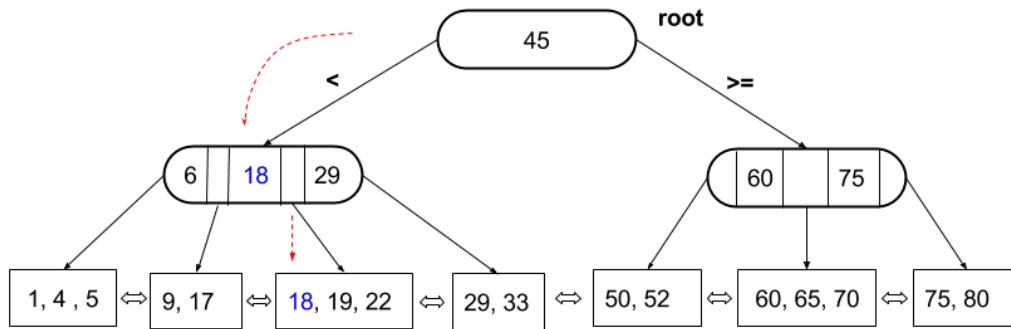 root
45
<
>=
6 18 29
60 75
1, 4 , 5
9, 17
18, 19, 22
29, 33
50, 52
60, 65, 70
75, 80